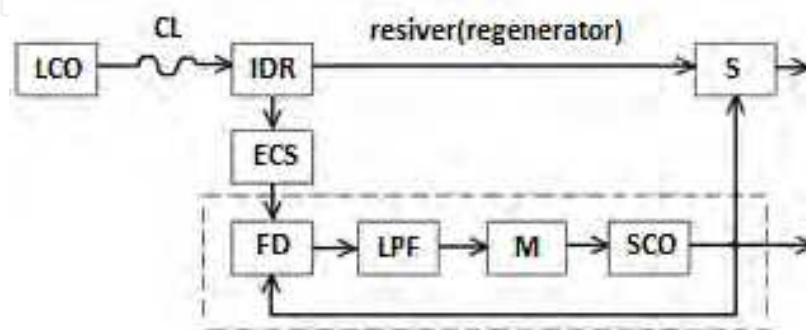 CL
resiver(regenerator)
LCO
IDR
S
ECS
FD
LPF
M
SCO